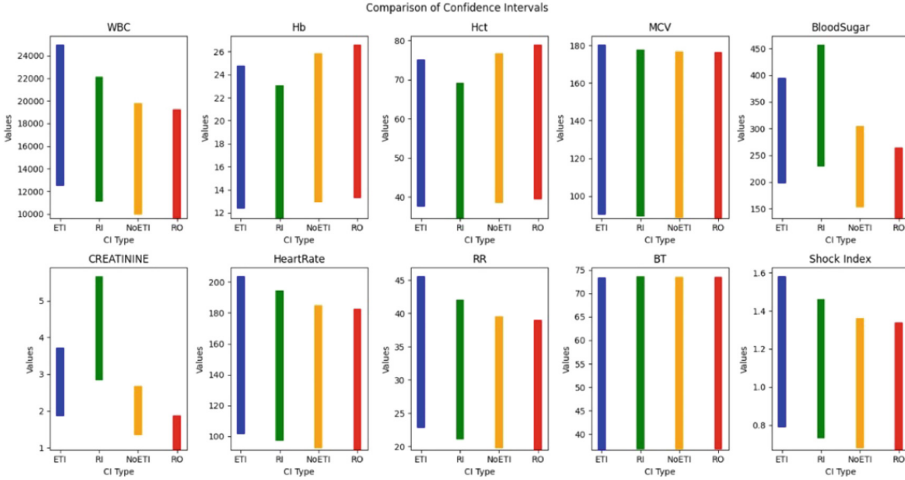 Comparison of Confidence Intervals
WBC
Values
24000
22000
20000
18000
16000
14000
12000
10000
ETI RI NoETI RO
CI Type
Hb
Values
26
24
22
20
18
16
14
12
ETI RI NoETI RO
CI Type
Hct
Values
80
70
60
50
40
ETI RI NoETI RO
CI Type
MCV
Values
180
160
140
120
100
ETI RI NoETI RO
CI Type
BloodSugar
Values
450
400
350
300
250
200
150
ETI RI NoETI RO
CI Type
CREATININE
Values
5
4
3
2
1
ETI RI NoETI RO
CI Type
HeartRate
Values
200
180
160
140
120
100
ETI RI NoETI RO
CI Type
RR
Values
45
40
35
30
25
20
ETI RI NoETI RO
CI Type
BT
Values
75
70
65
60
55
50
45
40
ETI RI NoETI RO
CI Type
Shock Index
Values
1.6
1.4
1.2
1.0
0.8
ETI RI NoETI RO
CI Type